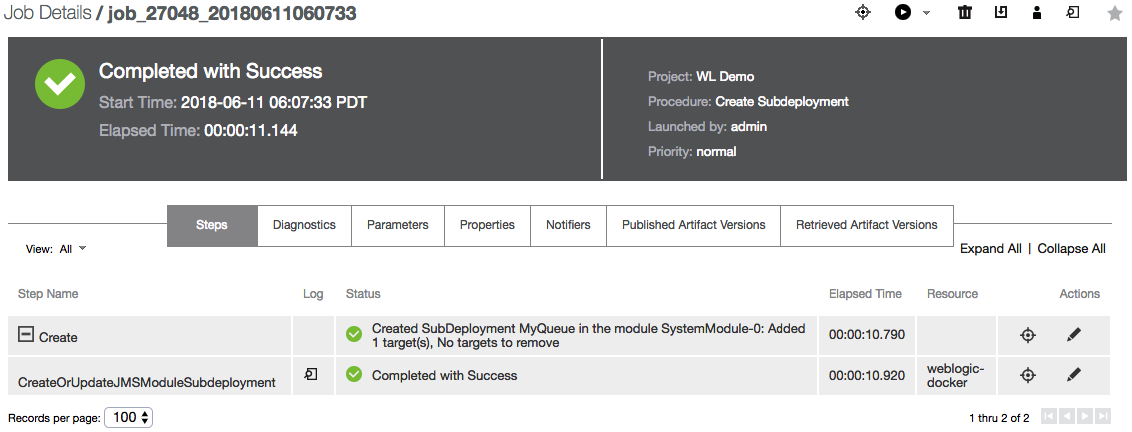 Job Details / job_27048_20180611060733
Completed with Success
Start Time: 2018-06-11 06:07:33 PDT
Elapsed Time: 00:00:11.144
Project: WL Demo
Procedure: Create Subdeployment
Launched by: admin
Priority: normal
Steps Diagnostics Parameters Properties Notifiers Published Artifact Versions Retrieved Artifact Versions
View: All
Expand All | Collapse All
Step Name Log Status Elapsed Time Resource Actions
Create
Created SubDeployment MyQueue in the module SystemModule-0: Added
1 target(s), No targets to remove
00:00:10.790
CreateOrUpdateJMSModuleSubdeployment
Completed with Success
00:00:10.920
weblogic-
docker
Records per page: 100
1 thru 2 of 2